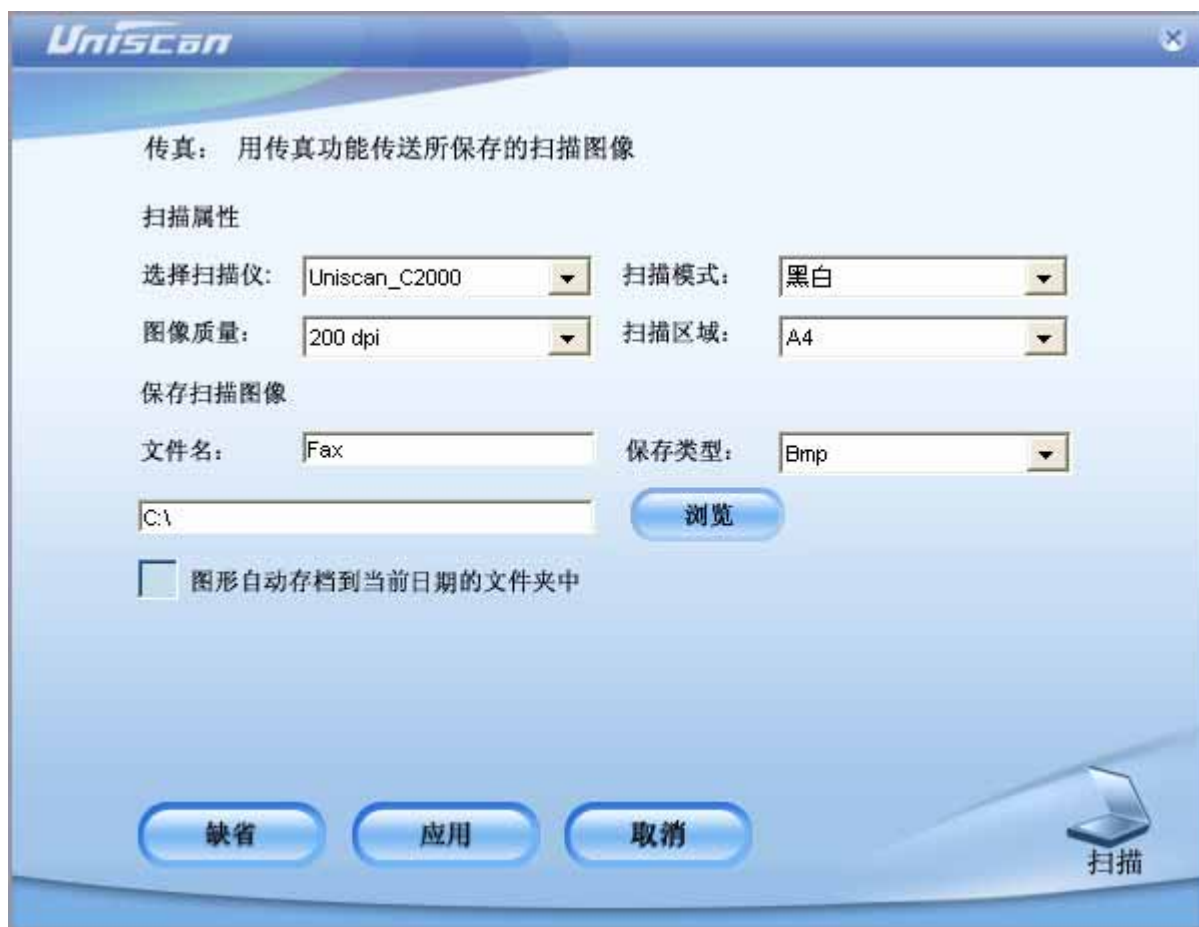 Uniscan
传真： 用传真功能传送所保存的扫描图像
扫描属性
选择扫描仪: Uniscan_C2000 扫描模式： 黑白
图像质量： 200 dpi 扫描区域： A4
保存扫描图像
文件名： Fax 保存类型： Bmp
C:\ 浏览
图形自动存档到当前日期的文件夹中
缺省 应用 取消
扫描